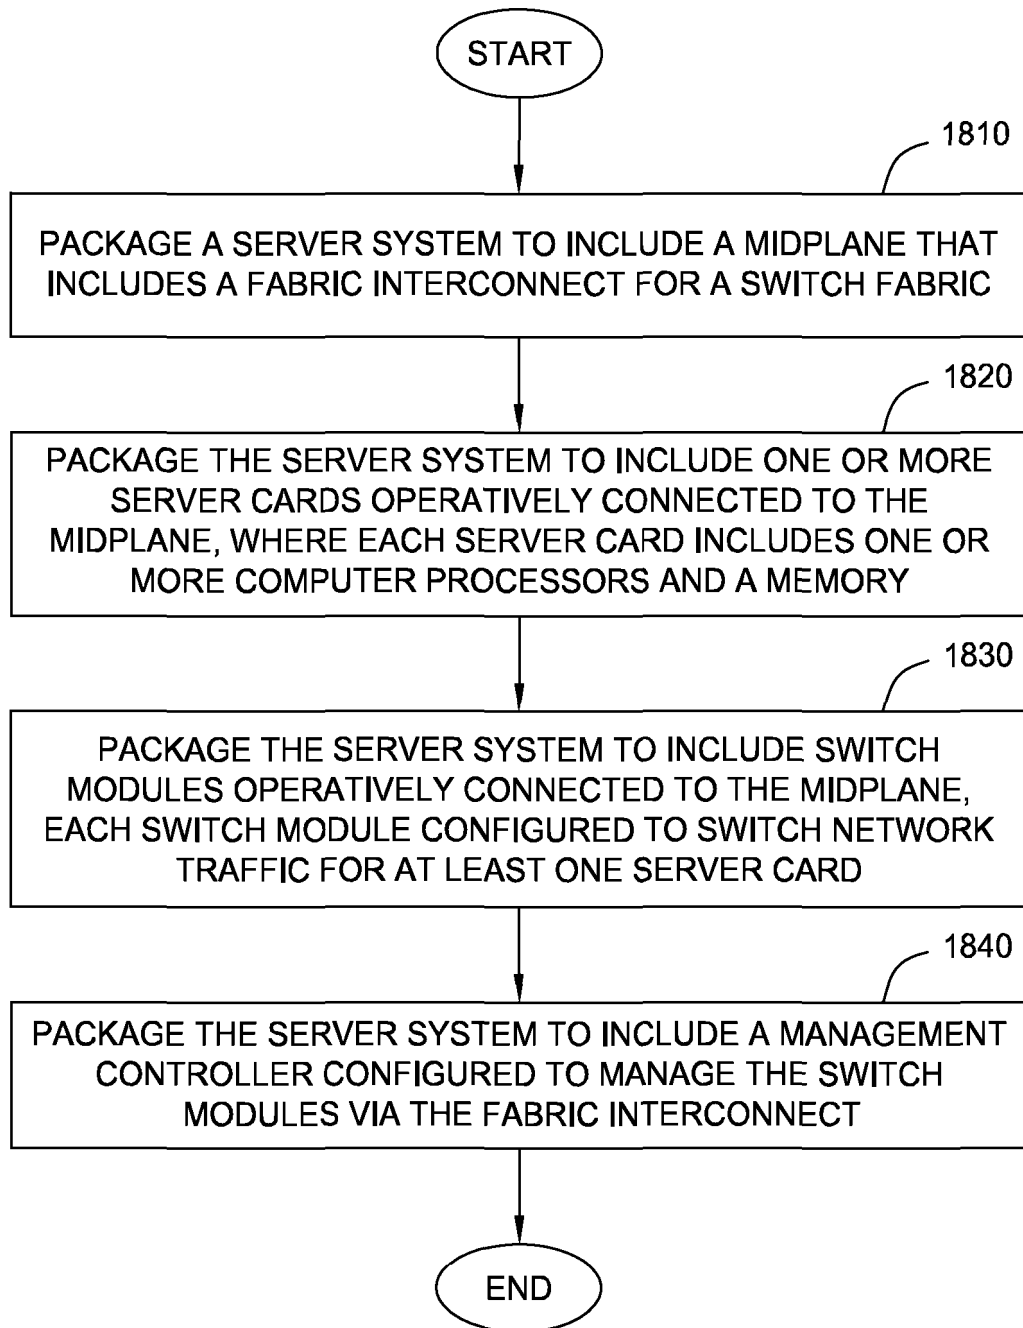 START
1810
PACKAGE A SERVER SYSTEM TO INCLUDE A MIDPLANE THAT
INCLUDES A FABRIC INTERCONNECT FOR A SWITCH FABRIC
1820
PACKAGE THE SERVER SYSTEM TO INCLUDE ONE OR MORE
SERVER CARDS OPERATIVELY CONNECTED TO THE
MIDPLANE, WHERE EACH SERVER CARD INCLUDES ONE OR
MORE COMPUTER PROCESSORS AND A MEMORY
1830
PACKAGE THE SERVER SYSTEM TO INCLUDE SWITCH
MODULES OPERATIVELY CONNECTED TO THE MIDPLANE,
EACH SWITCH MODULE CONFIGURED TO SWITCH NETWORK
TRAFFIC FOR AT LEAST ONE SERVER CARD
1840
PACKAGE THE SERVER SYSTEM TO INCLUDE A MANAGEMENT
CONTROLLER CONFIGURED TO MANAGE THE SWITCH
MODULES VIA THE FABRIC INTERCONNECT
END